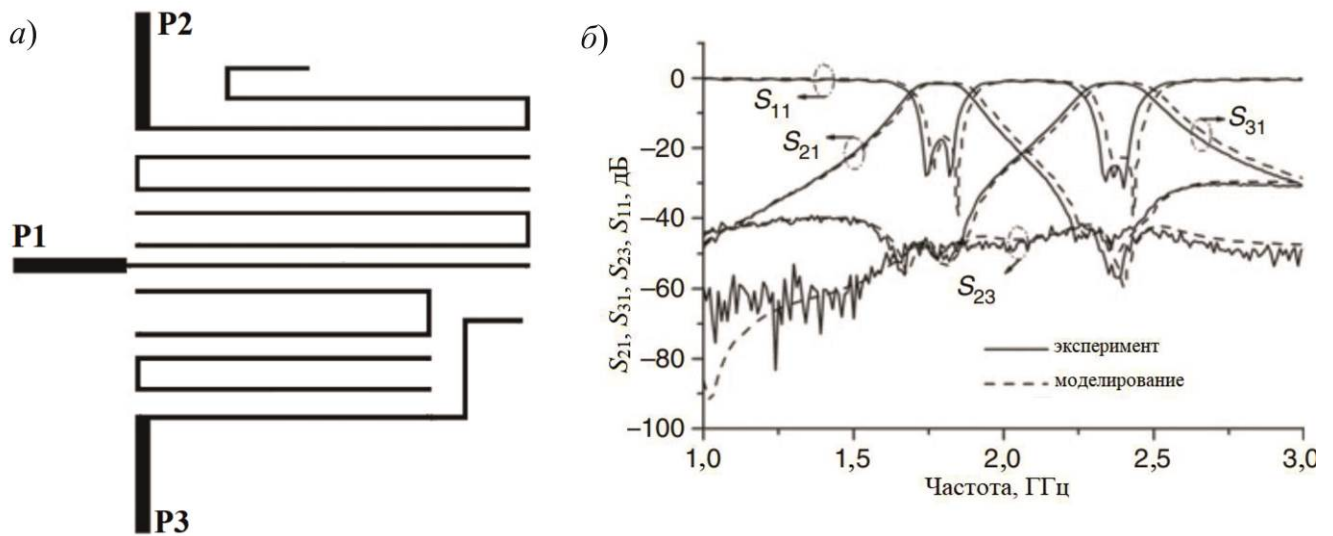 а)
P2
P1
P3
б)
S21, S31, S23, S11, дБ
0
–20
–40
–60
–80
–100
S11
S21
S31
S23
эксперимент
моделирование
1,0
1,5
2,0
2,5
3,0
Частота, ГГц